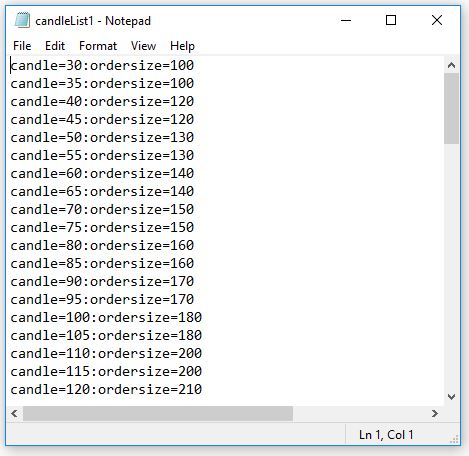 candleList1 - Notepad
File Edit Format View Help
candle=30:ordersize=100
candle=35:ordersize=100
candle=40:ordersize=120
candle=45:ordersize=120
candle=50:ordersize=130
candle=55:ordersize=130
candle=60:ordersize=140
candle=65:ordersize=140
candle=70:ordersize=150
candle=75:ordersize=150
candle=80:ordersize=160
candle=85:ordersize=160
candle=90:ordersize=170
candle=95:ordersize=170
candle=100:ordersize=180
candle=105:ordersize=180
candle=110:ordersize=200
candle=115:ordersize=200
candle=120:ordersize=210
Ln 1, Col 1